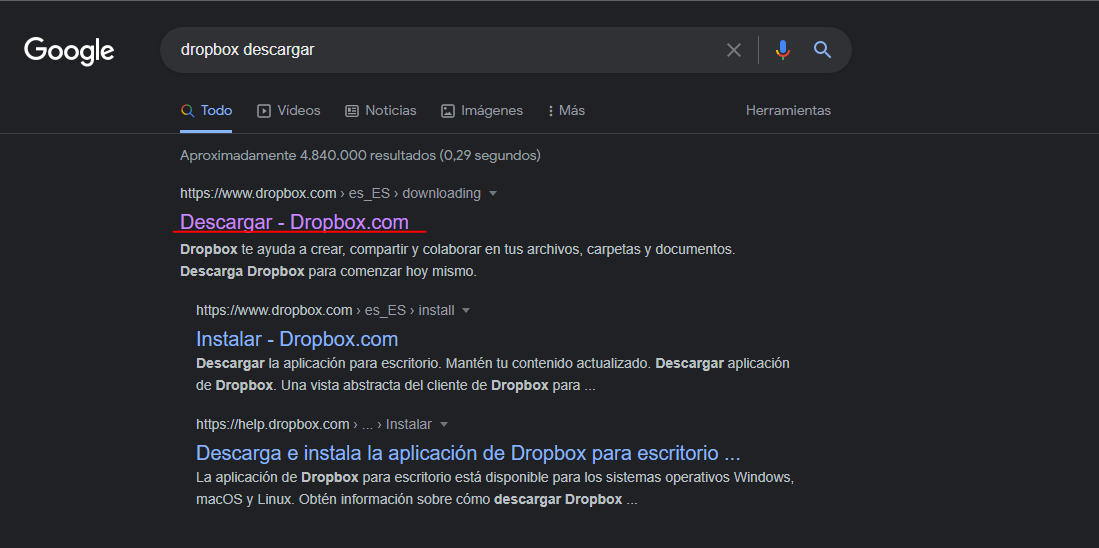 Google
dropbox descargar
Todo Vídeos Noticias Imágenes Más Herramientas
Aproximadamente 4.840.000 resultados (0,29 segundos)
https://www.dropbox.com › es_ES › downloading
Descargar - Dropbox.com
Dropbox te ayuda a crear, compartir y colaborar en tus archivos, carpetas y documentos.
Descarga Dropbox para comenzar hoy mismo.
https://www.dropbox.com › es_ES › install
Instalar - Dropbox.com
Descargar la aplicación para escritorio. Mantén tu contenido actualizado. Descargar aplicación
de Dropbox. Una vista abstracta del cliente de Dropbox para ...
https://help.dropbox.com › ... › Instalar
Descarga e instala la aplicación de Dropbox para escritorio ...
La aplicación de Dropbox para escritorio está disponible para los sistemas operativos Windows,
macOS y Linux. Obtén información sobre cómo descargar Dropbox ...